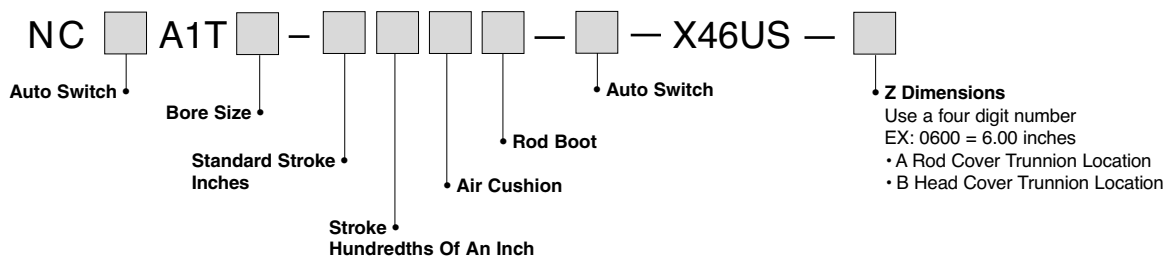 NC A1T – — — X46US —
Auto Switch
Bore Size
Standard Stroke
Inches
Stroke
Hundredths Of An Inch
Air Cushion
Rod Boot
Auto Switch
Z Dimensions
Use a four digit number
EX: 0600 = 6.00 inches
• A Rod Cover Trunnion Location
• B Head Cover Trunnion Location